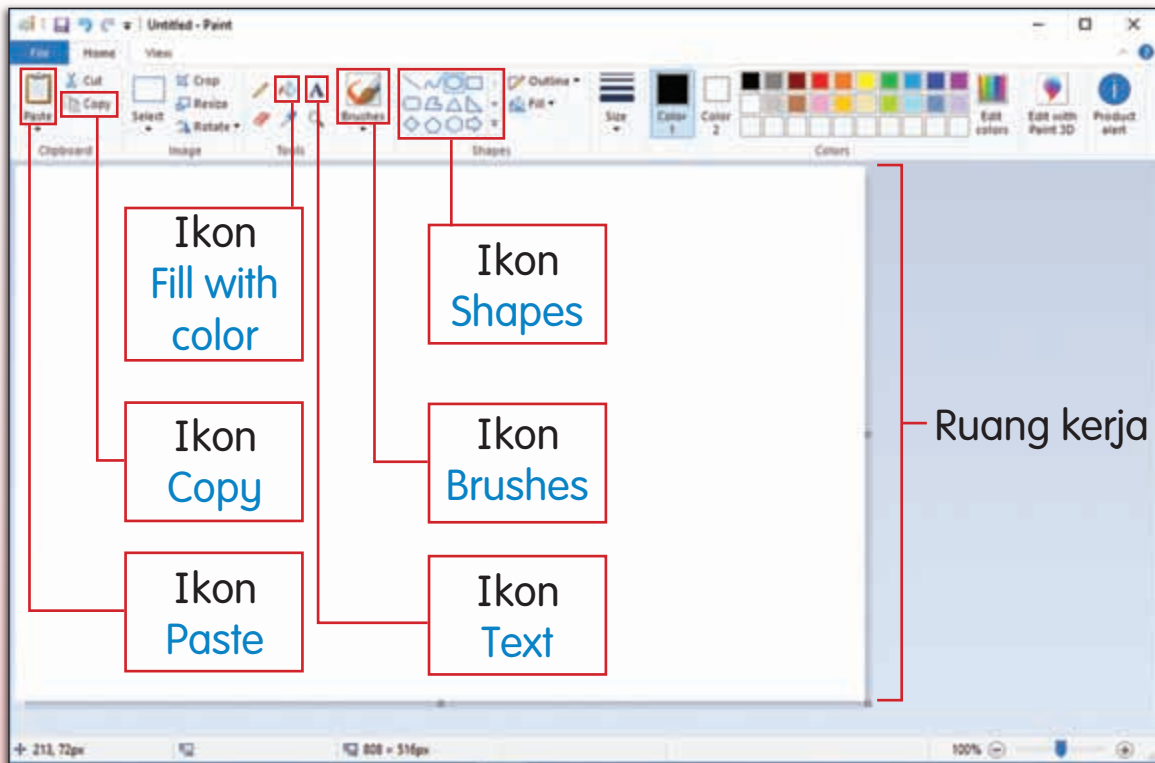 Untitled - Paint
File Home View
Paste
Cut
Copy
Clipboard
Select
Crop
Resize
Rotate
Image
A
Tools
Brushes
Shapes
Outline
Fill
Size
Color 1
Color 2
Colors
Edit colors
Edit with Paint 3D
Product alert
Ikon
Fill with
color
Ikon
Shapes
Ikon
Copy
Ikon
Brushes
Ikon
Paste
Ikon
Text
Ruang kerja
213, 72px
808 × 516px
100%